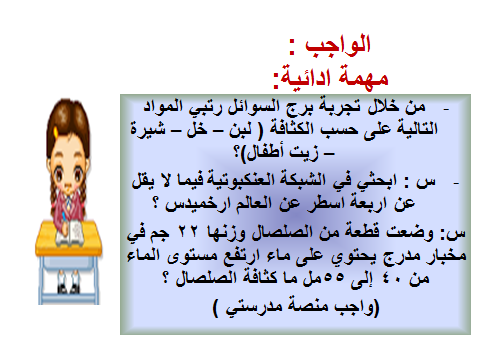 الواجب :
مهمة ادائية:
- من خلال تجربة برج السوائل رتبي المواد
التالية على حسب الكثافة ( لبن – خل – شيرة
– زيت أطفال)؟
- س : ابحثي في الشبكة العنكبوتية فيما لا يقل
عن اربعة اسطر عن العالم ارخميدس ؟
س: وضعت قطعة من الصلصال وزنها ٢٢ جم في
مخبار مدرج يحتوي على ماء ارتفع مستوى الماء
من ٤٠ إلى ٥٥مل ما كثافة الصلصال ؟
(واجب منصة مدرستي )